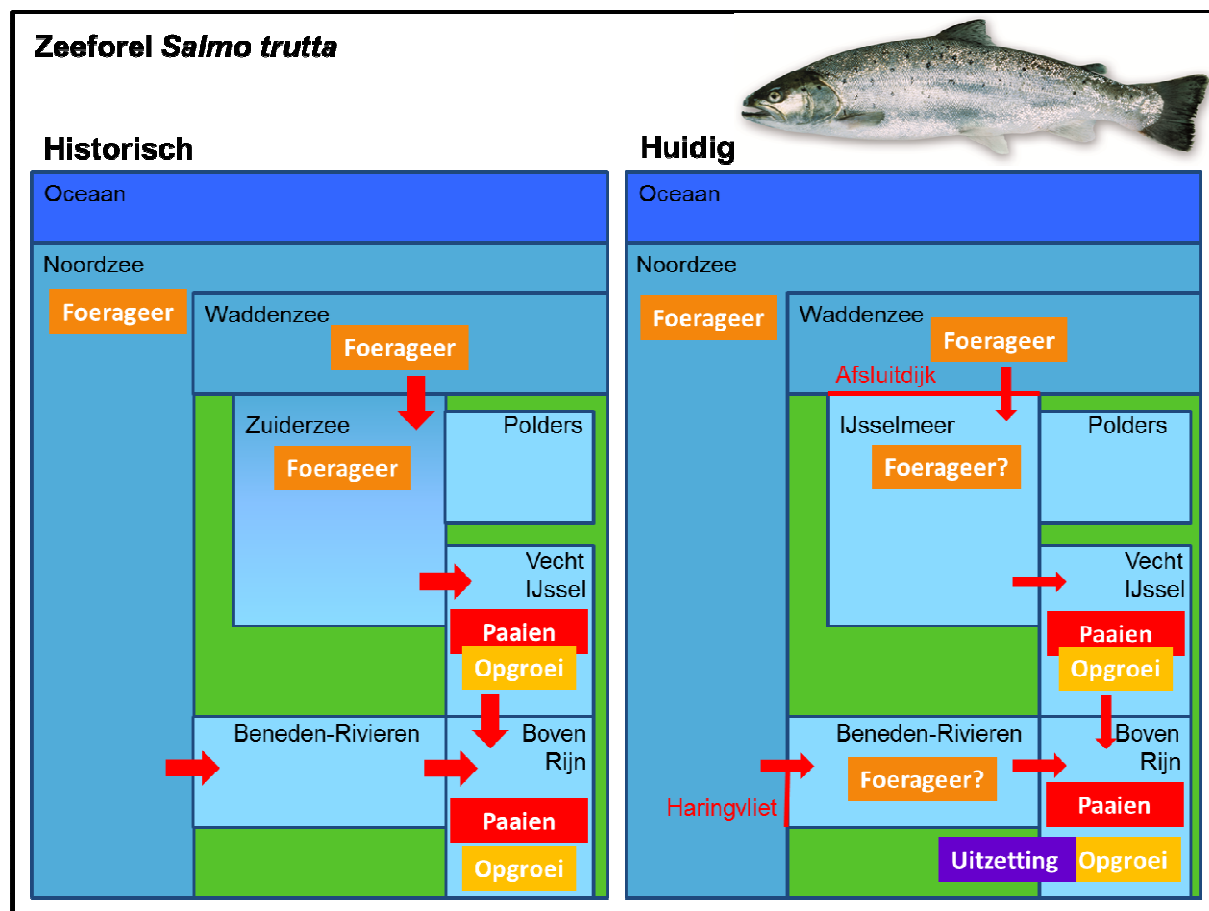 Zeeforel Salmo trutta
Historisch
Oceaan
Noordzee
Foerageer
Waddenzee
Foerageer
Zuiderzee
Foerageer
Polders
Vecht
IJssel
Paaien
Opgroei
Beneden-Rivieren
Boven
Rijn
Paaien
Opgroei
Huidig
Oceaan
Noordzee
Foerageer
Waddenzee
Foerageer
Afsluitdijk
IJsselmeer
Foerageer?
Polders
Vecht
IJssel
Paaien
Opgroei
Beneden-Rivieren
Foerageer?
Haringvliet
Boven
Rijn
Paaien
Uitzetting
Opgroei